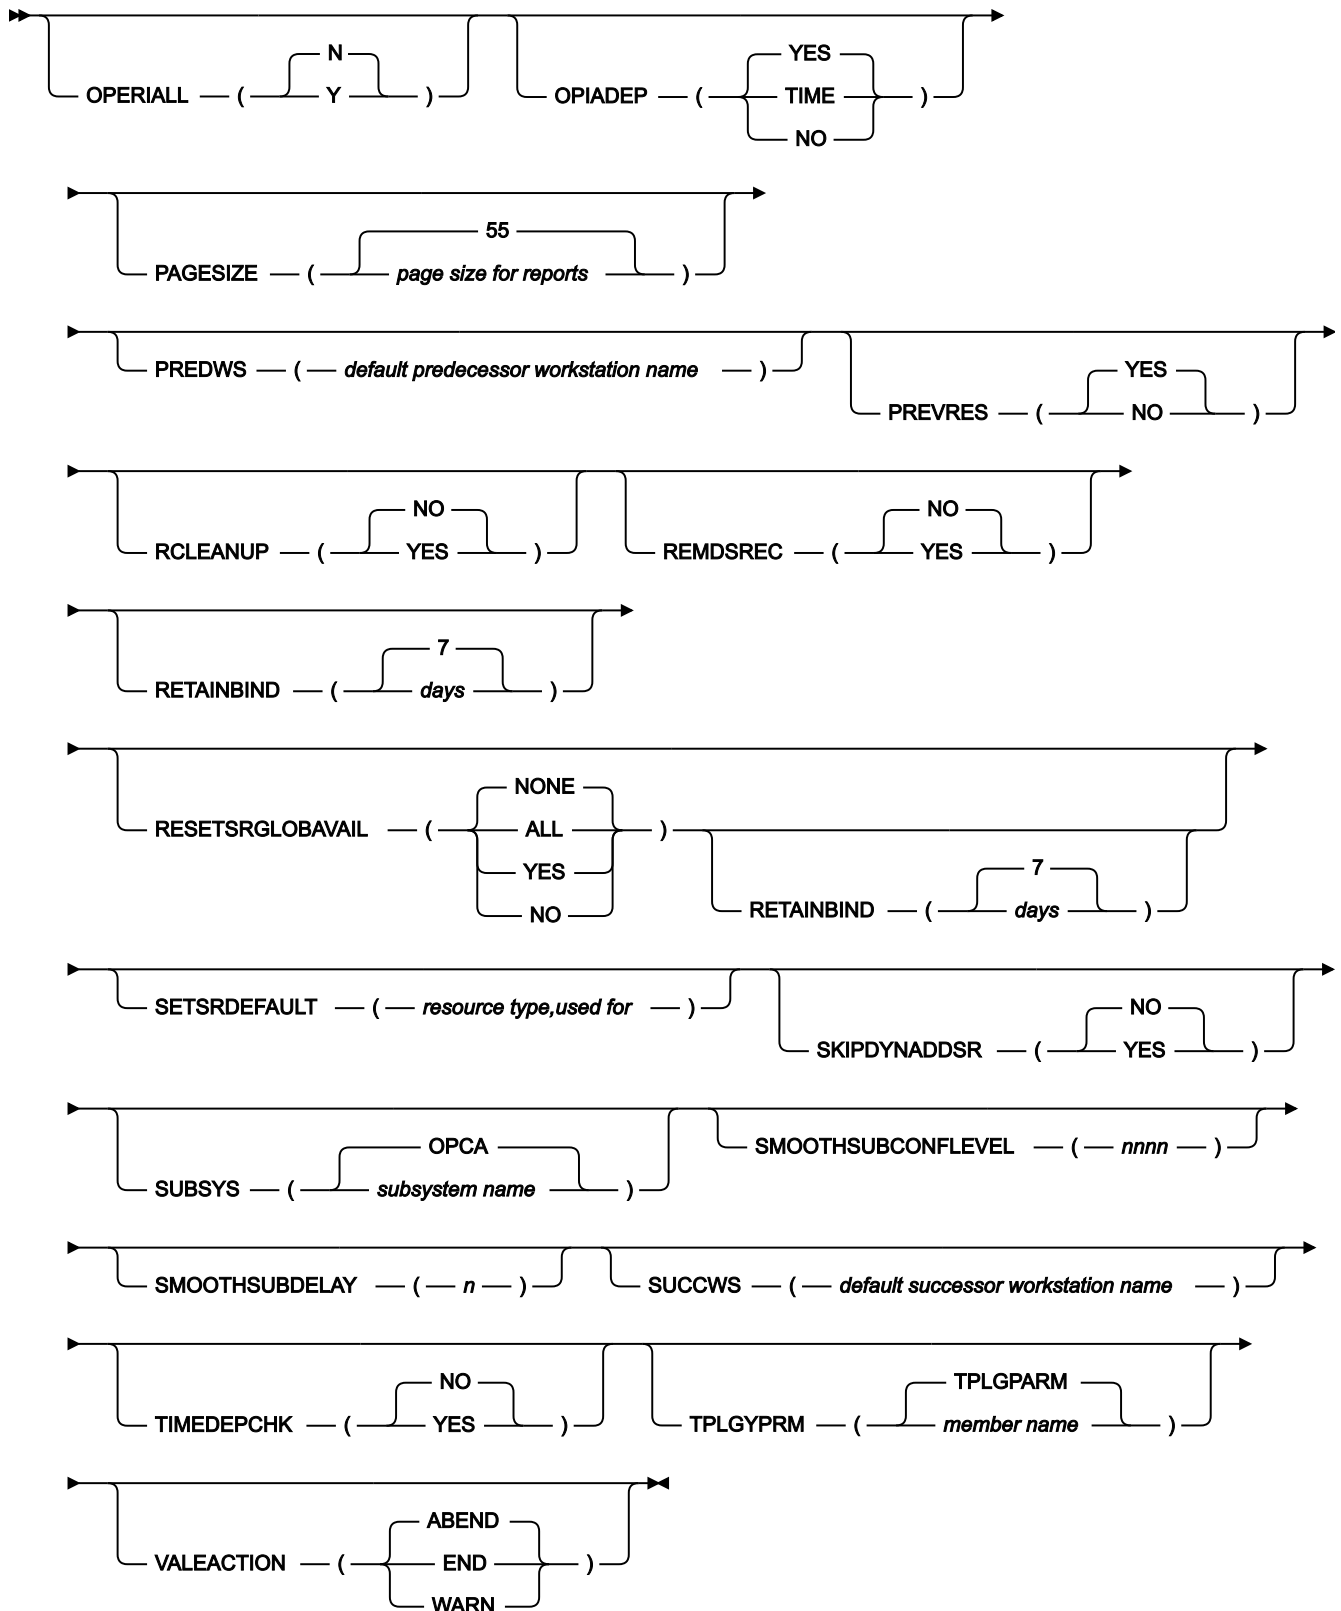 N
OPERIALL ( Y )
YES
OPIADEP ( TIME )
NO
55
PAGESIZE ( page size for reports )
PREDWS ( default predecessor workstation name )
YES
PREVRES ( NO )
NO
RCLEANUP ( YES )
NO
REMDSREC ( YES )
7
RETAINBIND ( days )
NONE
RESETSRGLOBAVAIL ( ALL )
YES
NO
7
RETAINBIND ( days )
SETSRDEFAULT ( resource type,used for )
NO
SKIPDYNADDSR ( YES )
OPCA
SUBSYS ( subsystem name )
SMOOTHSUBCONFLEVEL ( nnnn )
SMOOTHSUBDELAY ( n )
SUCCWS ( default successor workstation name )
NO
TIMEDEPCHK ( YES )
TPLGPARM
TPLGYPRM ( member name )
ABEND
VALEACTION ( END )
WARN